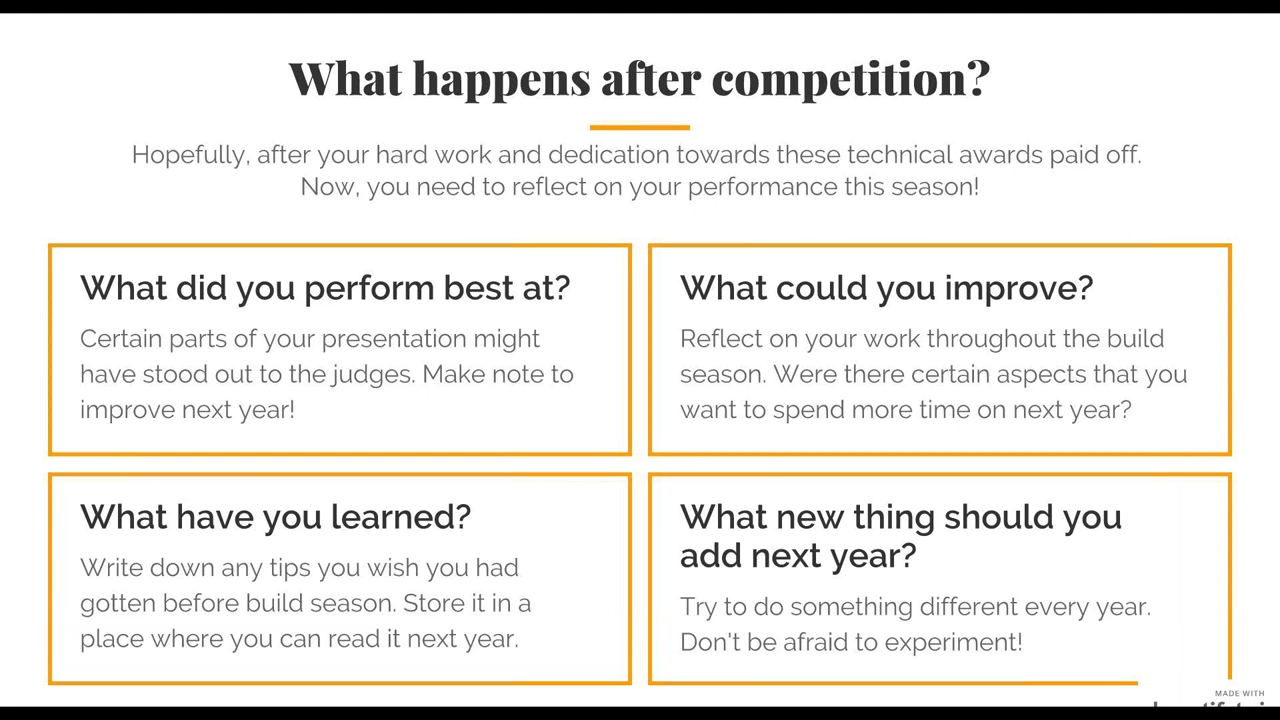 What happens after competition?
Hopefully, after your hard work and dedication towards these technical awards paid off.
Now, you need to reflect on your performance this season!
What did you perform best at?
Certain parts of your presentation might
have stood out to the judges. Make note to
improve next year!
What could you improve?
Reflect on your work throughout the build
season. Were there certain aspects that you
want to spend more time on next year?
What have you learned?
Write down any tips you wish you had
gotten before build season. Store it in a
place where you can read it next year.
What new thing should you
add next year?
Try to do something different every year.
Don't be afraid to experiment!
MADE WITH